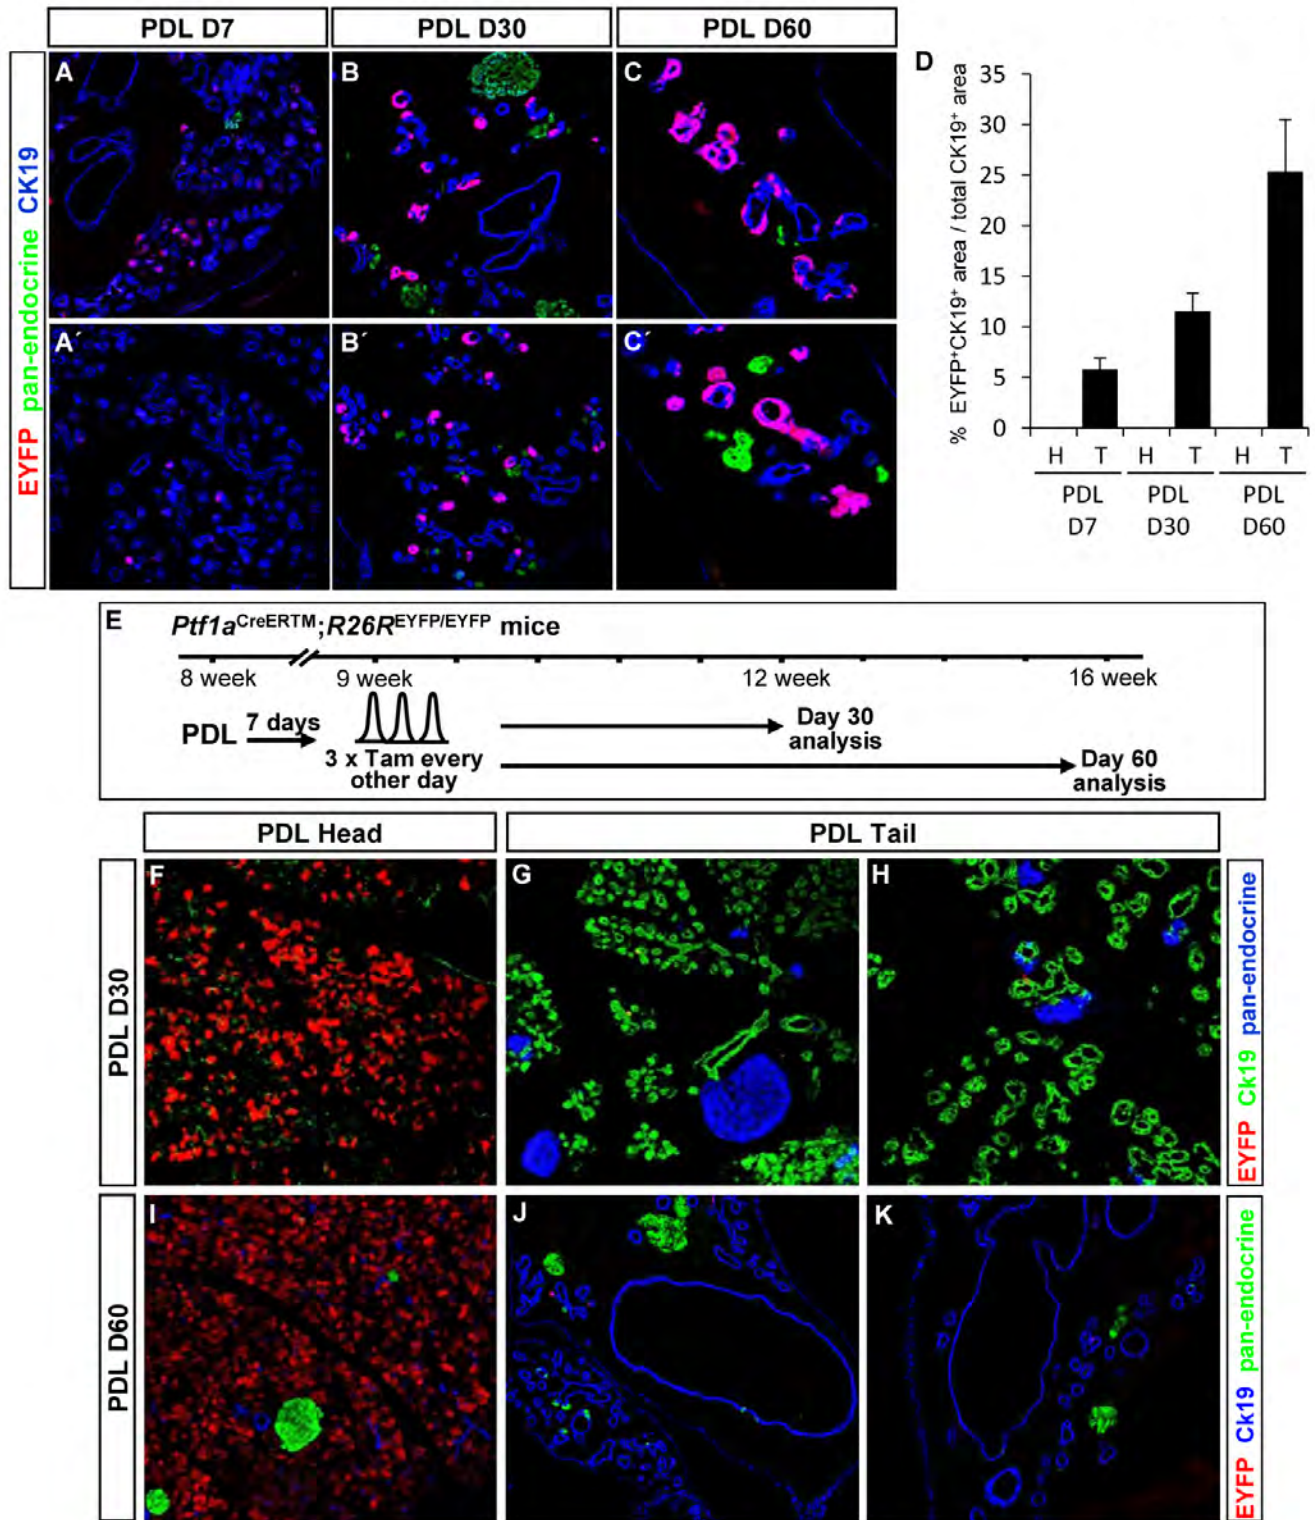 PDL D7 PDL D30 PDL D60
EYFP pan-endocrine CK19
A
B
C
A´
B´
C´
D
% EYFP⁺CK19⁺ area / total CK19⁺ area
35
30
25
20
15
10
5
0
H T H T H T
PDL PDL PDL
D7 D30 D60
E
Ptf1aCreERTM;R26REYFP/EYFP mice
8 week 9 week 12 week 16 week
PDL 7 days
3 x Tam every
other day
Day 30
analysis
Day 60
analysis
PDL Head PDL Tail
PDL D30
F
G
H
EYFP Ck19 pan-endocrine
PDL D60
I
J
K
EYFP Ck19 pan-endocrine